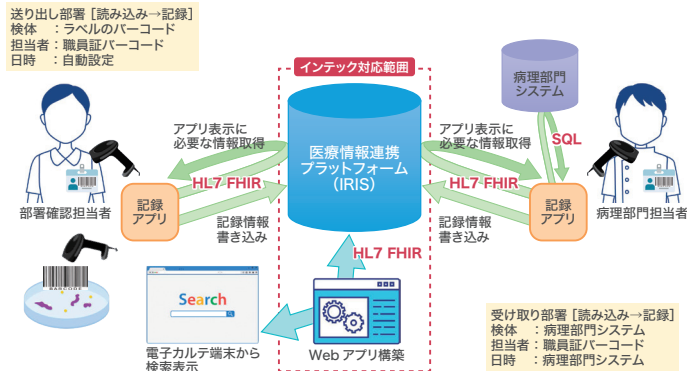 送り出し部署 [読み込み→記録]
検体　：ラベルのバーコード
担当者：職員証バーコード
日時　：自動設定
インテック対応範囲
病理部門
システム
アプリ表示に
必要な情報取得
医療情報連携
プラットフォーム
（IRIS）
アプリ表示に
必要な情報取得
SQL
HL7 FHIR
HL7 FHIR
部署確認担当者
記録
アプリ
記録
アプリ
病理部門担当者
記録情報
書き込み
記録情報
書き込み
HL7 FHIR
BARCODE
Search
電子カルテ端末から
検索表示
Web アプリ構築
受け取り部署 [読み込み→記録]
検体　：病理部門システム
担当者：職員証バーコード
日時　：病理部門システム